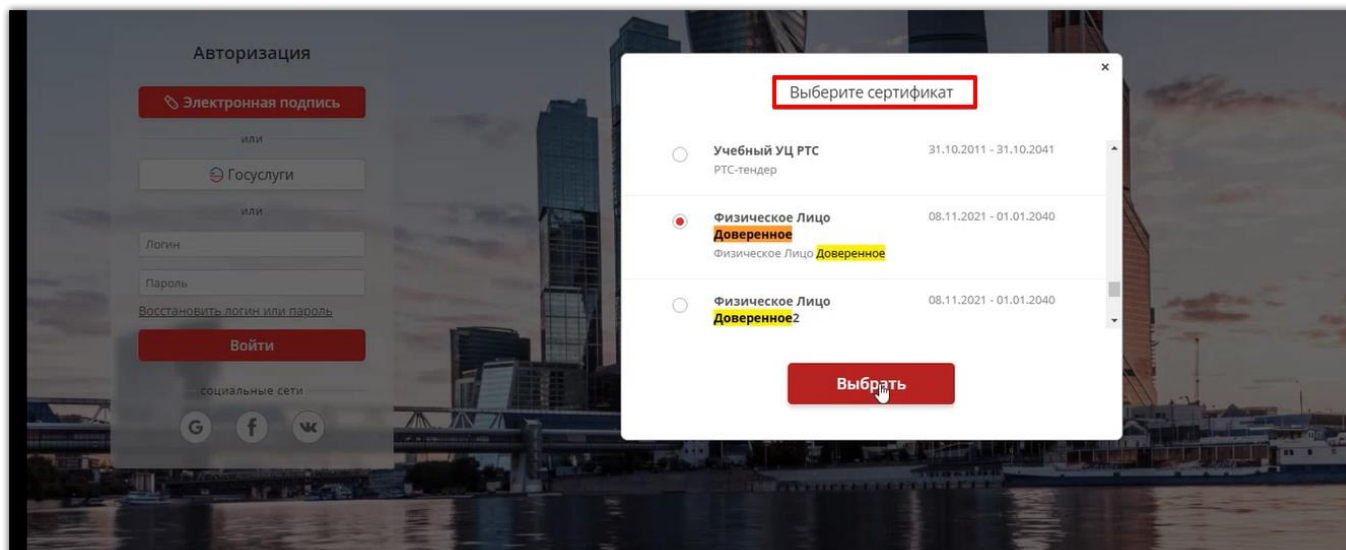 Авторизация
Электронная подпись
или
Госуслуги
или
Логин
Пароль
Восстановить логин или пароль
Войти
социальные сети
G f
Выберите сертификат
×
Учебный УЦ РТС 31.10.2011 - 31.10.2041
РТС-тендер
Физическое Лицо 08.11.2021 - 01.01.2040
Доверенное
Физическое Лицо Доверенное
Физическое Лицо 08.11.2021 - 01.01.2040
Доверенное2
Выбрать